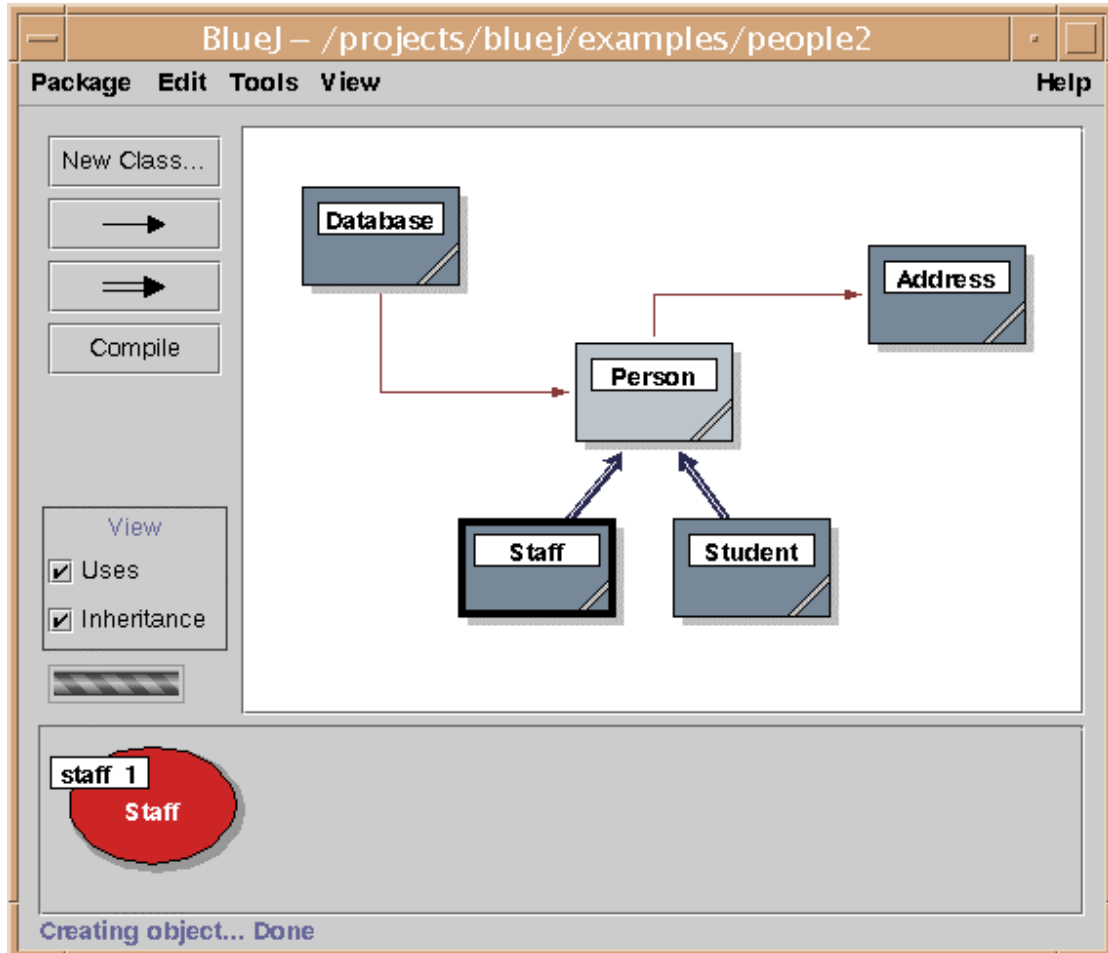 BlueJ – /projects/bluej/examples/people2
Package Edit Tools View Help
New Class...
Compile
View
Uses
Inheritance
Database
Address
Person
Staff
Student
staff_1
Staff
Creating object... Done